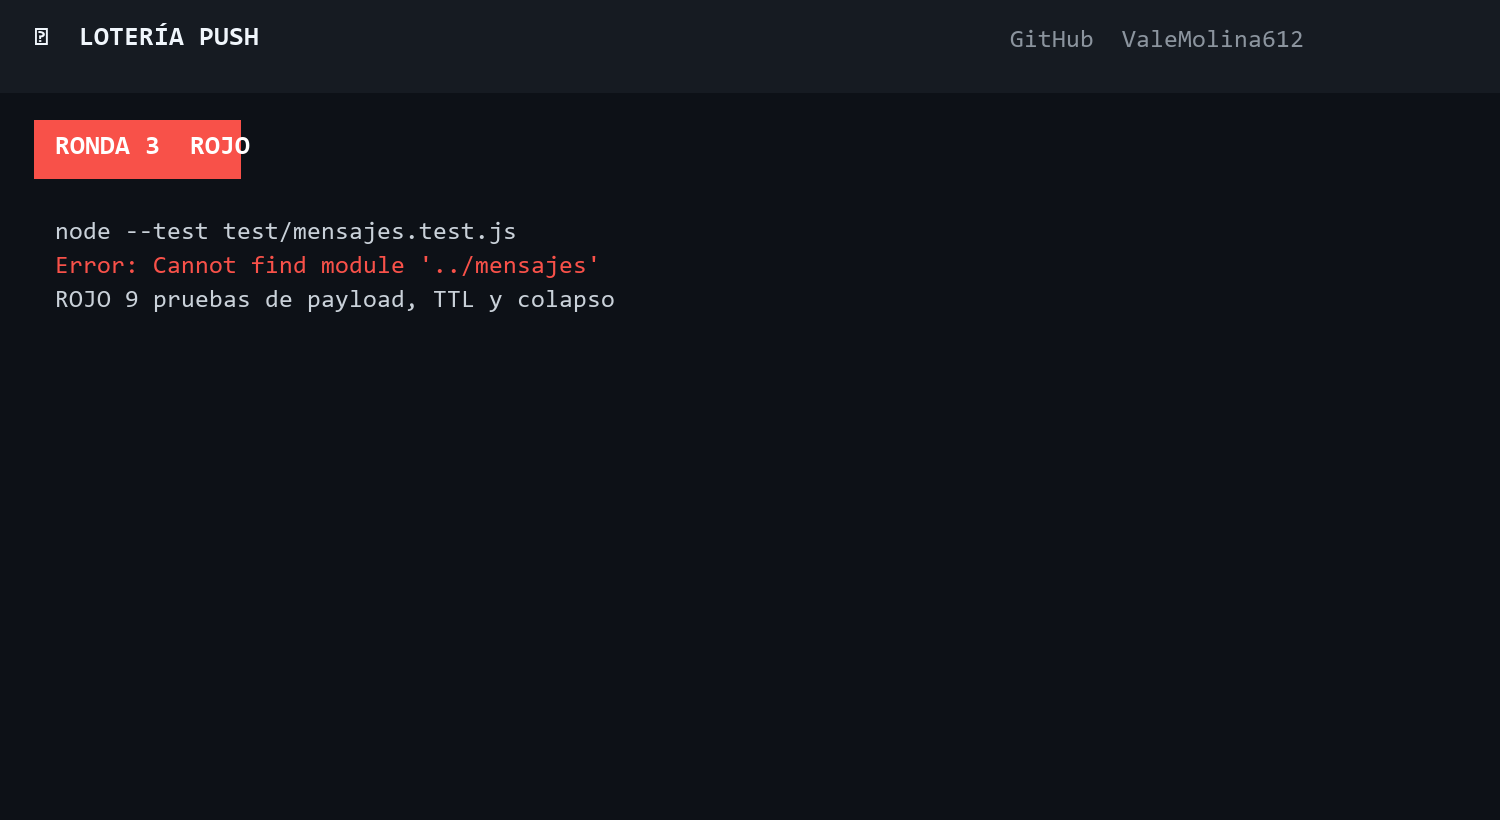 LOTERÍA PUSH
GitHub ValeMolina612
RONDA 3 ROJO
node --test test/mensajes.test.js
Error: Cannot find module '../mensajes'
ROJO 9 pruebas de payload, TTL y colapso